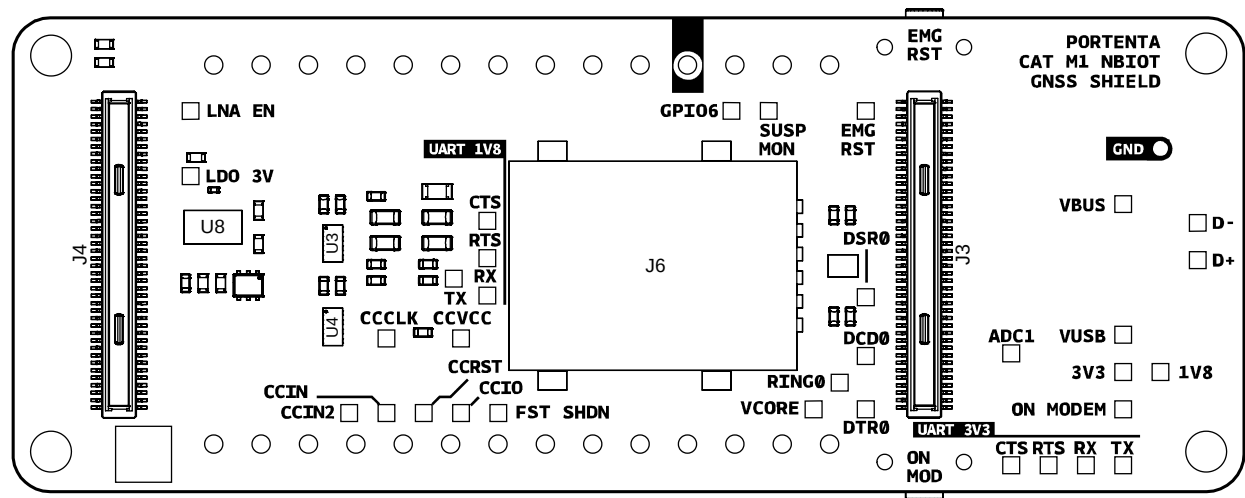 EMG
RST
PORTENTA
CAT M1 NBIOT
GNSS SHIELD
LNA EN
GPIO6
SUSP
MON
EMG
RST
UART 1V8
GND
LDO 3V
CTS
VBUS
U8
U3
RTS
DSR0
D-
D+
J4
J6
J3
RX
TX
U4
CCCLK
CCVCC
DCD0
ADC1
VUSB
CCRST
3V3
1V8
CCIN
CCIO
RING0
CCIN2
FST SHDN
VCORE
ON MODEM
DTR0
UART 3V3
CTS RTS RX TX
ON
MOD